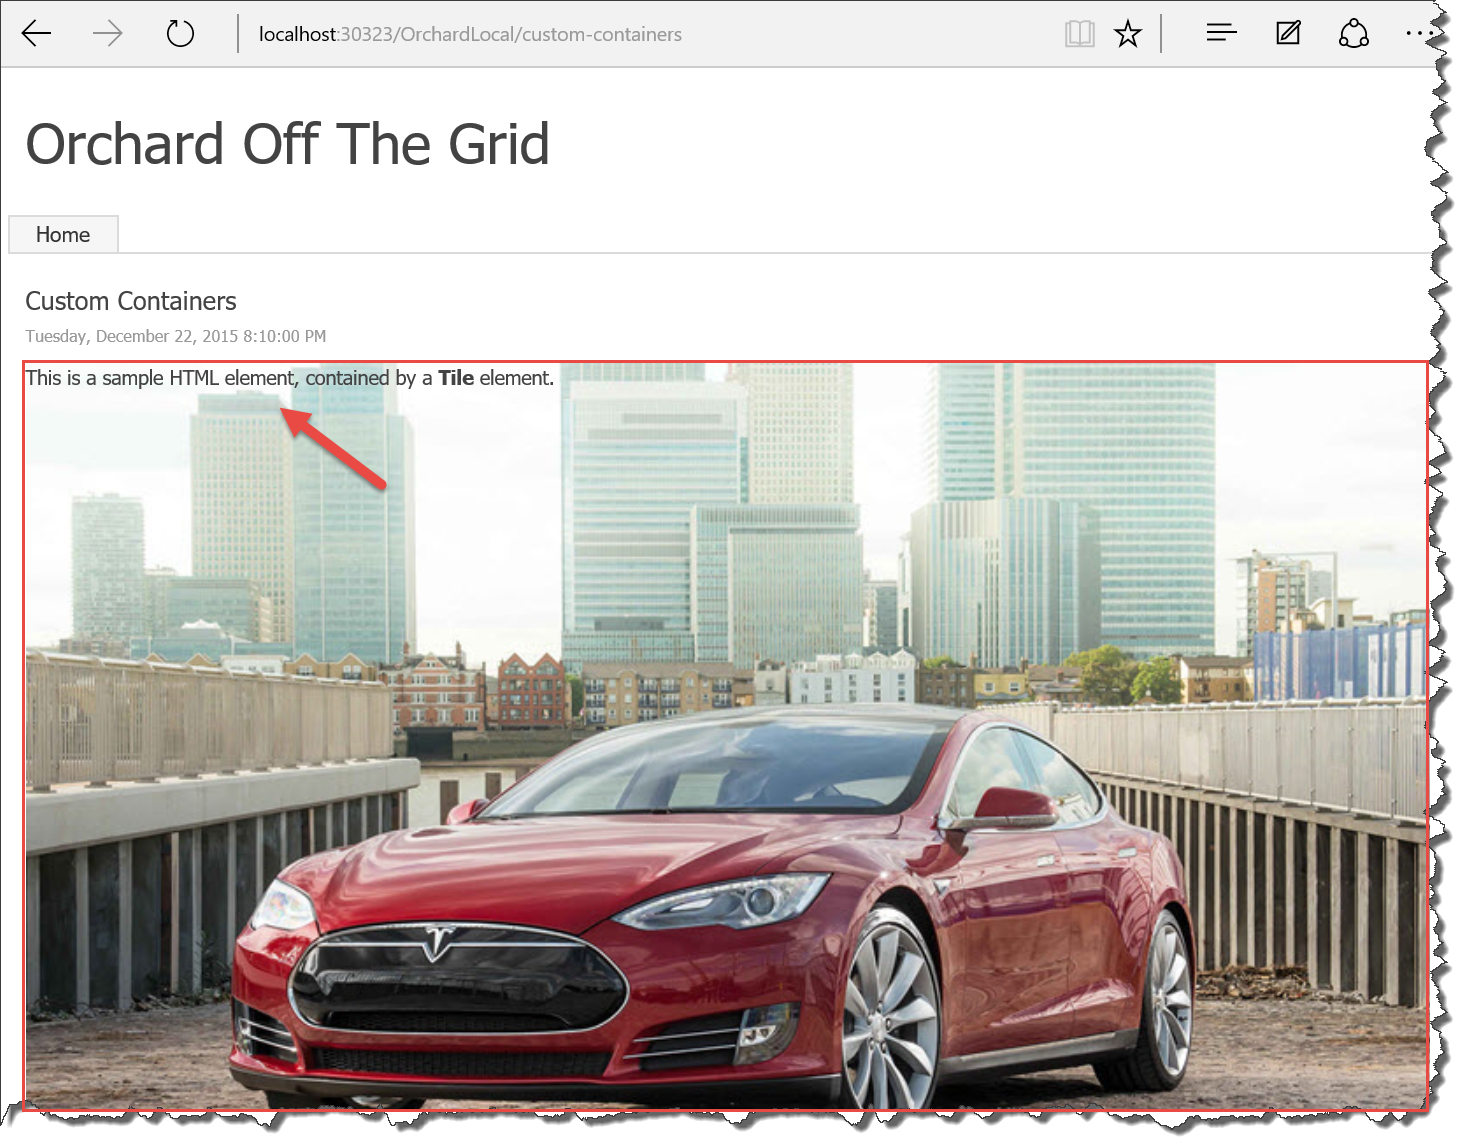 localhost:30323/OrchardLocal/custom-containers
Orchard Off The Grid
Home
Custom Containers
Tuesday, December 22, 2015 8:10:00 PM
This is a sample HTML element, contained by a Tile element.